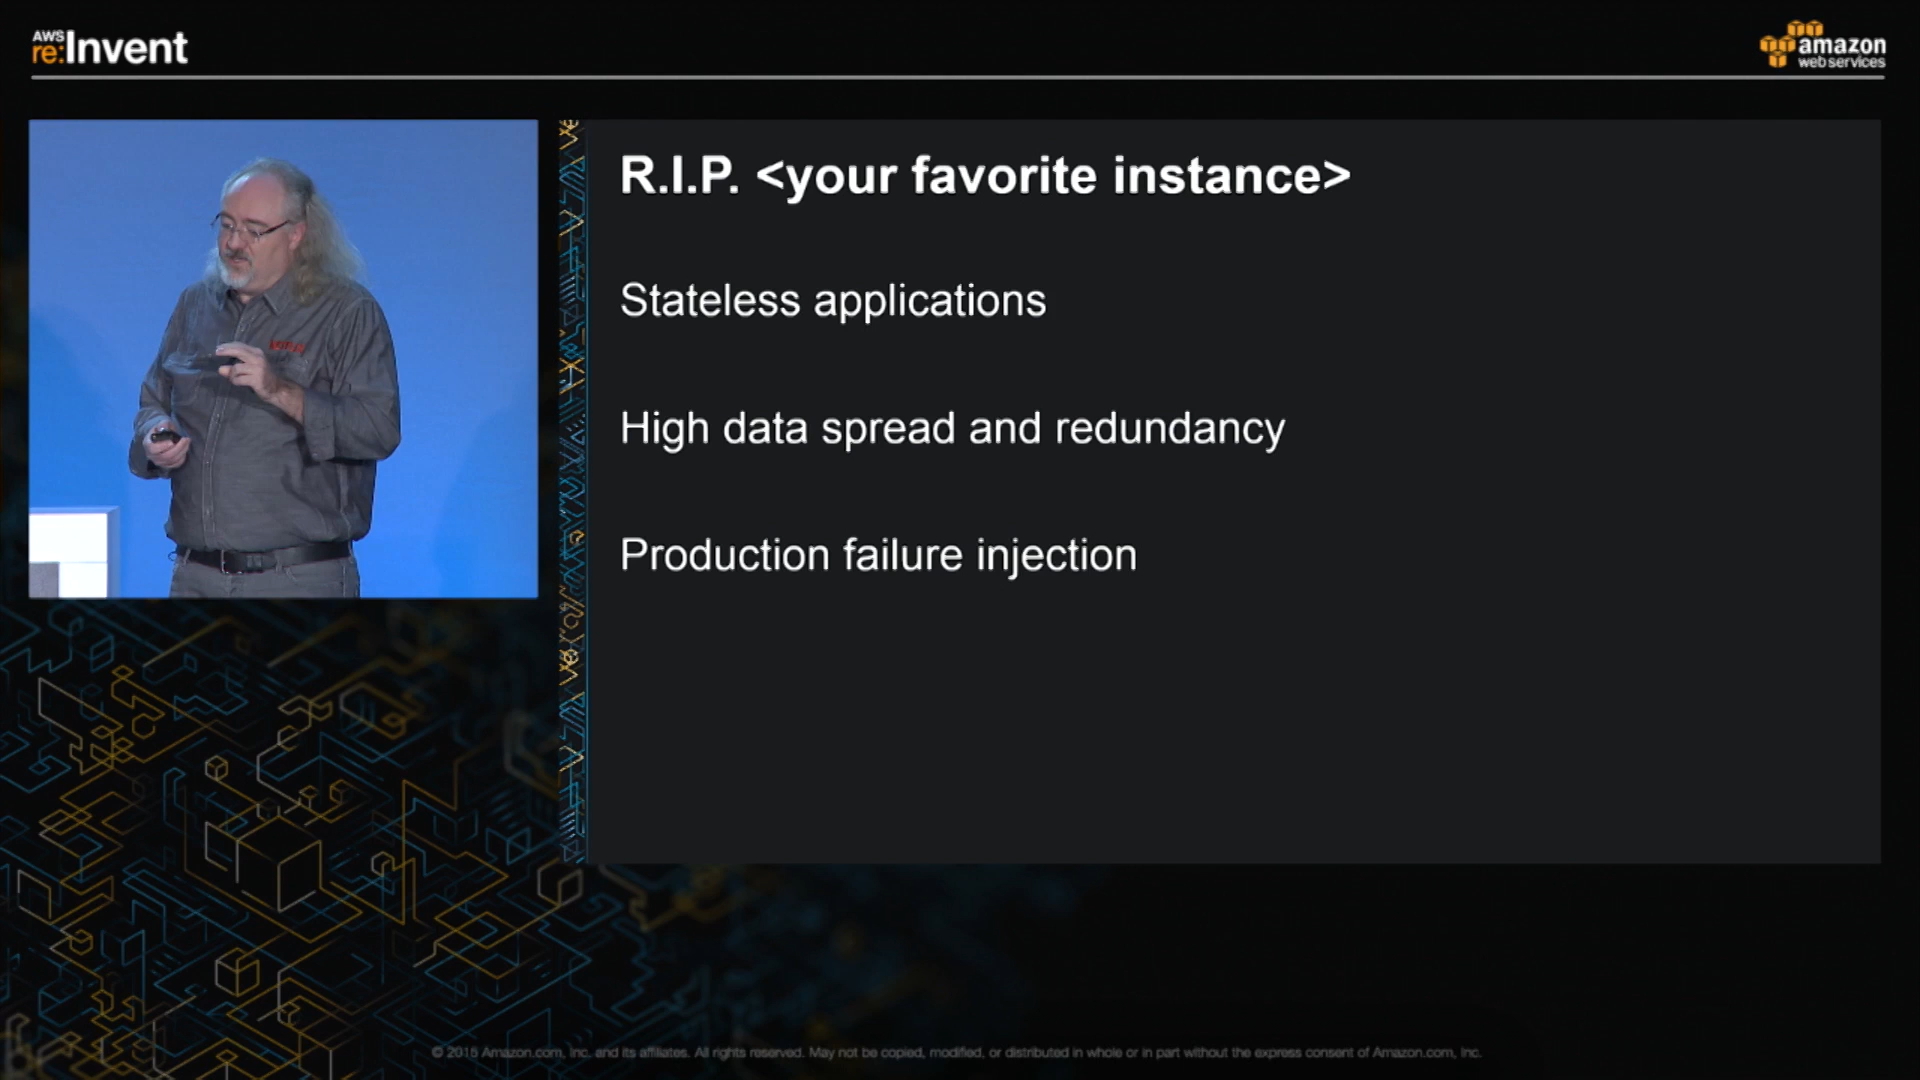 AWS
re:Invent
amazon
webservices
R.I.P. <your favorite instance>
Stateless applications
High data spread and redundancy
Production failure injection
© 2015 Amazon.com, Inc. and its affiliates. All rights reserved. May not be copied, modified, or distributed in whole or in part without the express consent of Amazon.com, Inc.